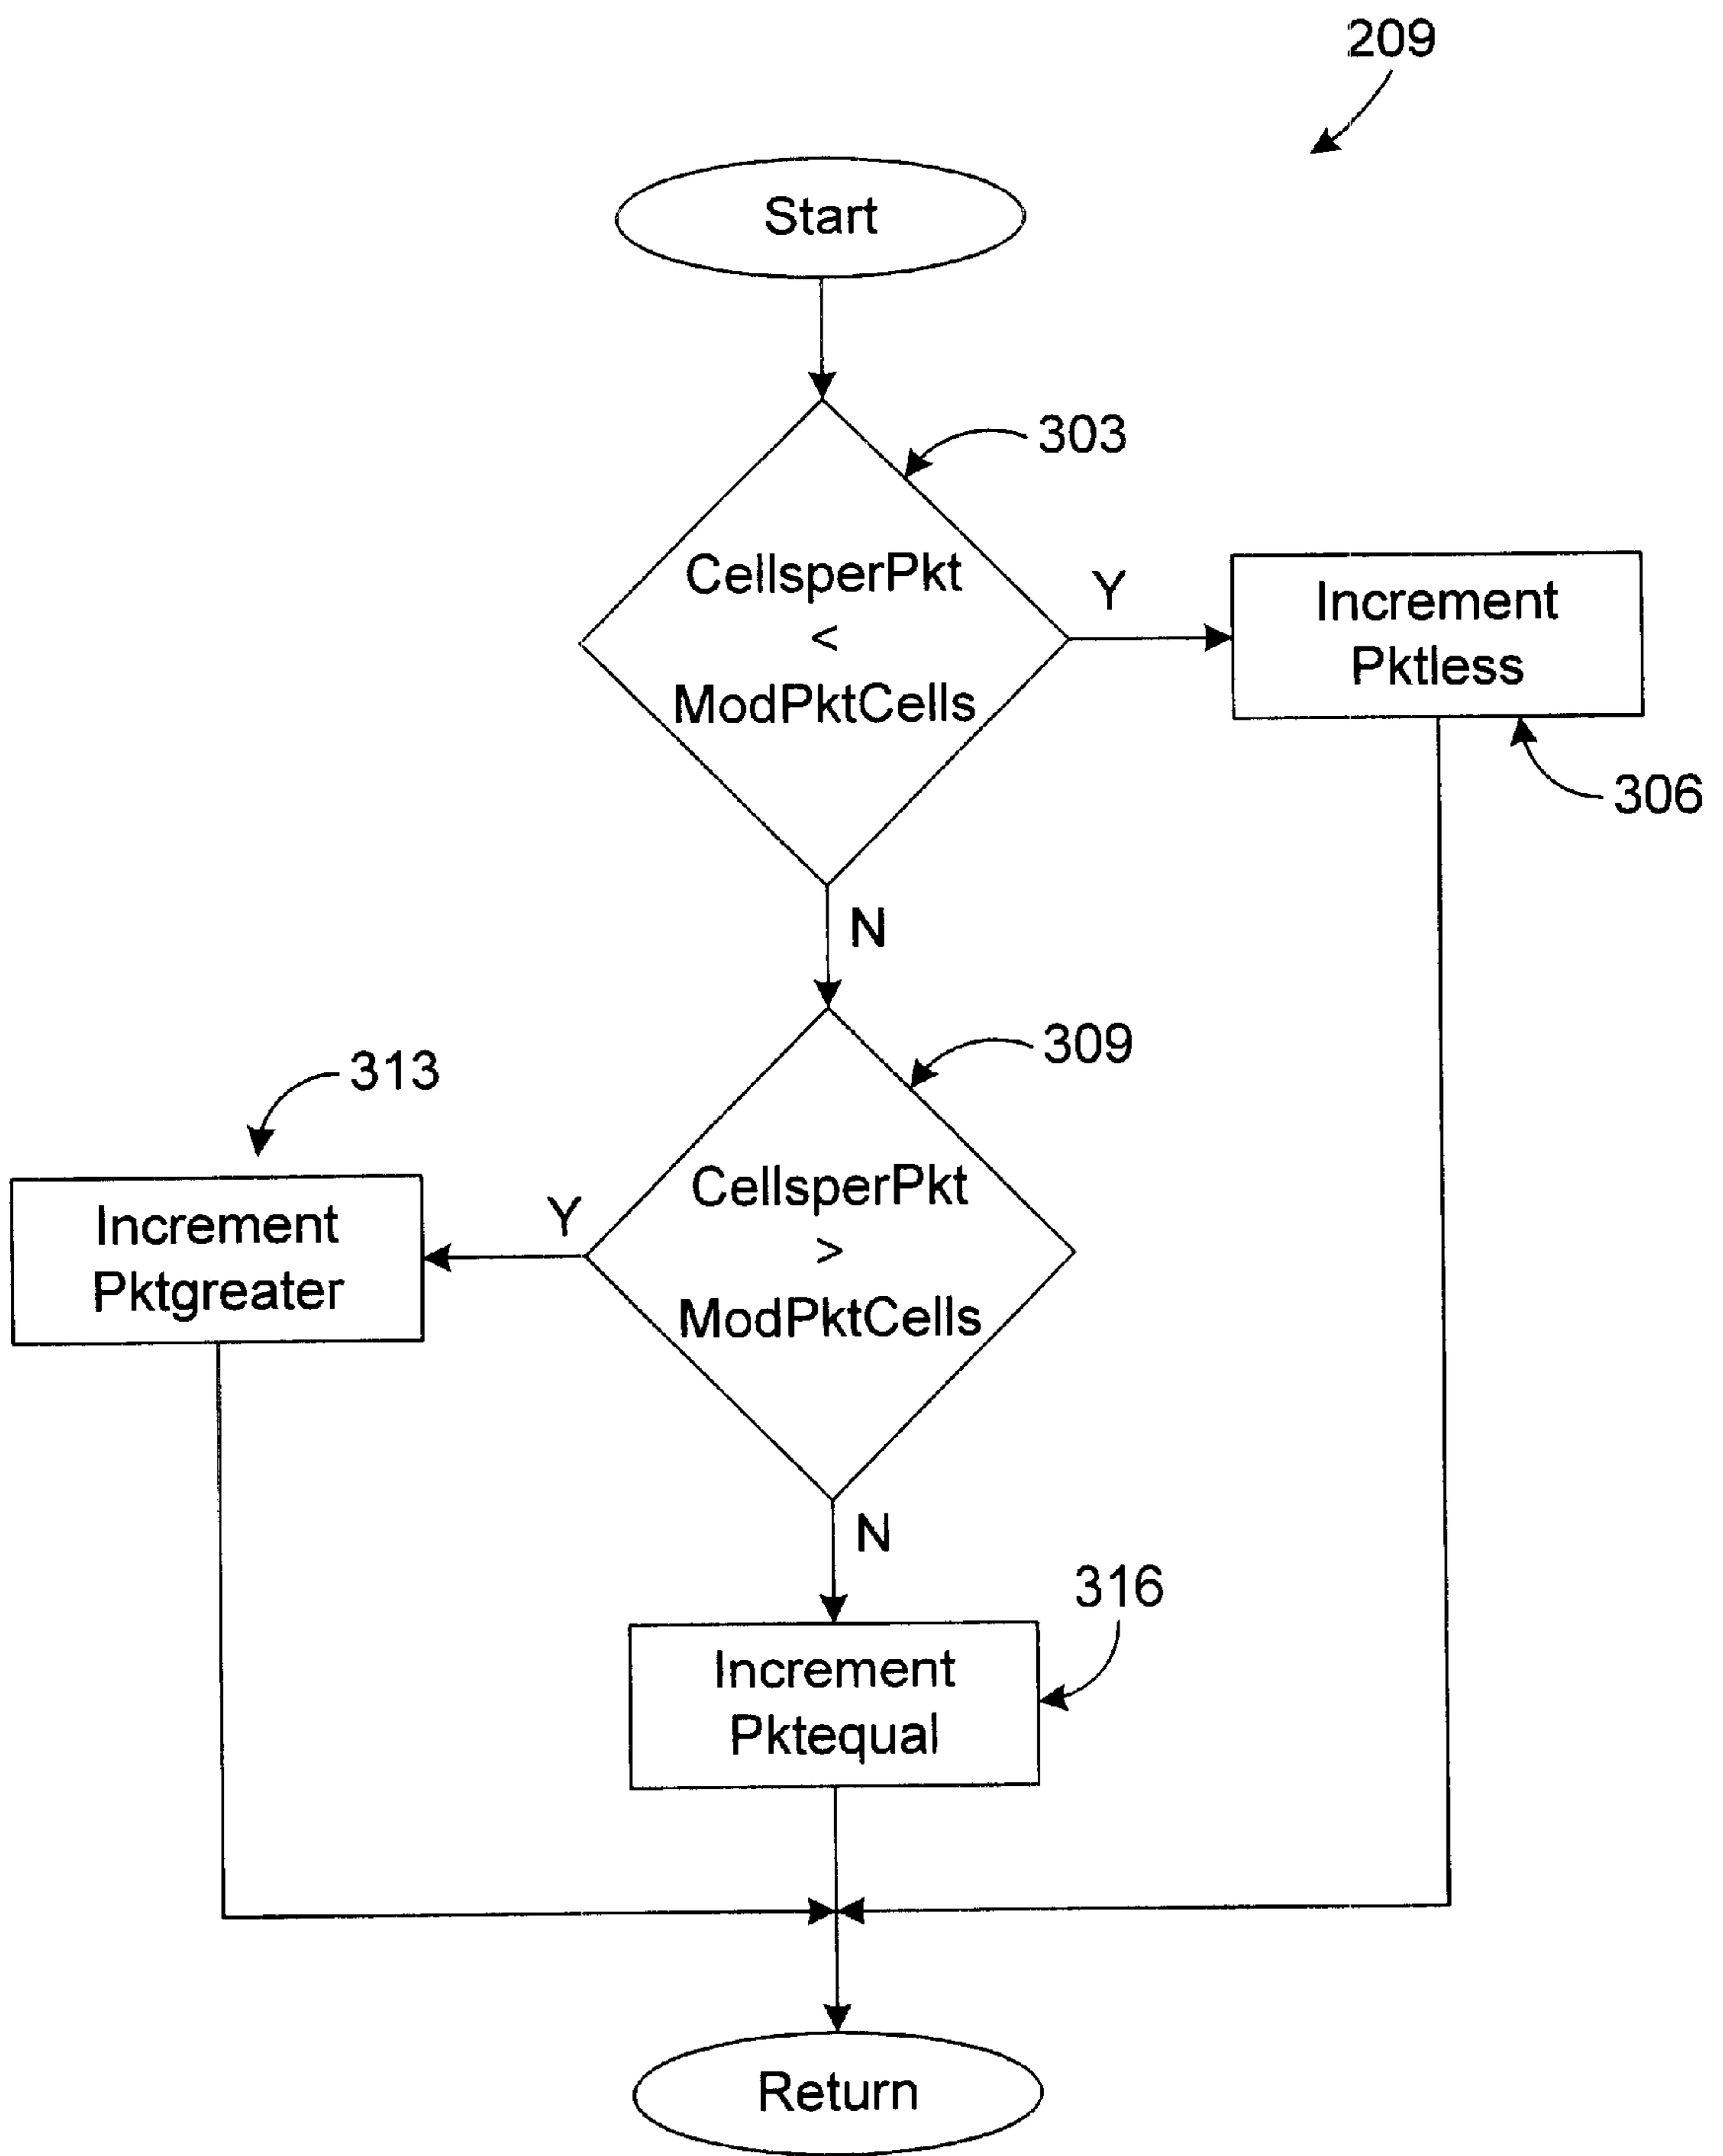 209
Start
303
CellsperPkt
<
ModPktCells
Y
Increment
Pktless
306
N
309
313
CellsperPkt
>
ModPktCells
Y
Increment
Pktgreater
N
316
Increment
Pktequal
Return